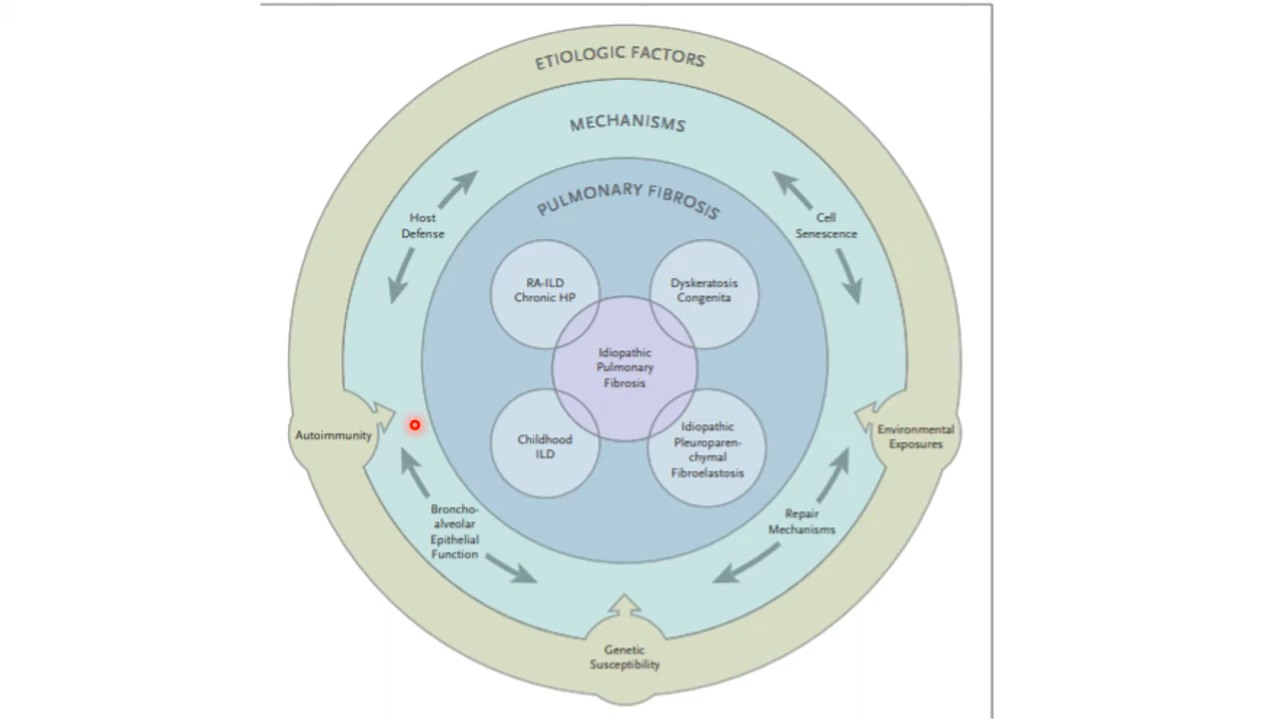 ETIOLOGIC FACTORS
MECHANISMS
PULMONARY FIBROSIS
Host
Defense
Cell
Senescence
RA-ILD
Chronic HP
Dyskeratosis
Congenita
Idiopathic
Pulmonary
Fibrosis
Childhood
ILD
Idiopathic
Pleuroparen-
chymal
Fibroelastosis
Autoimmunity
Environmental
Exposures
Broncho-
alveolar
Epithelial
Function
Repair
Mechanisms
Genetic
Susceptibility